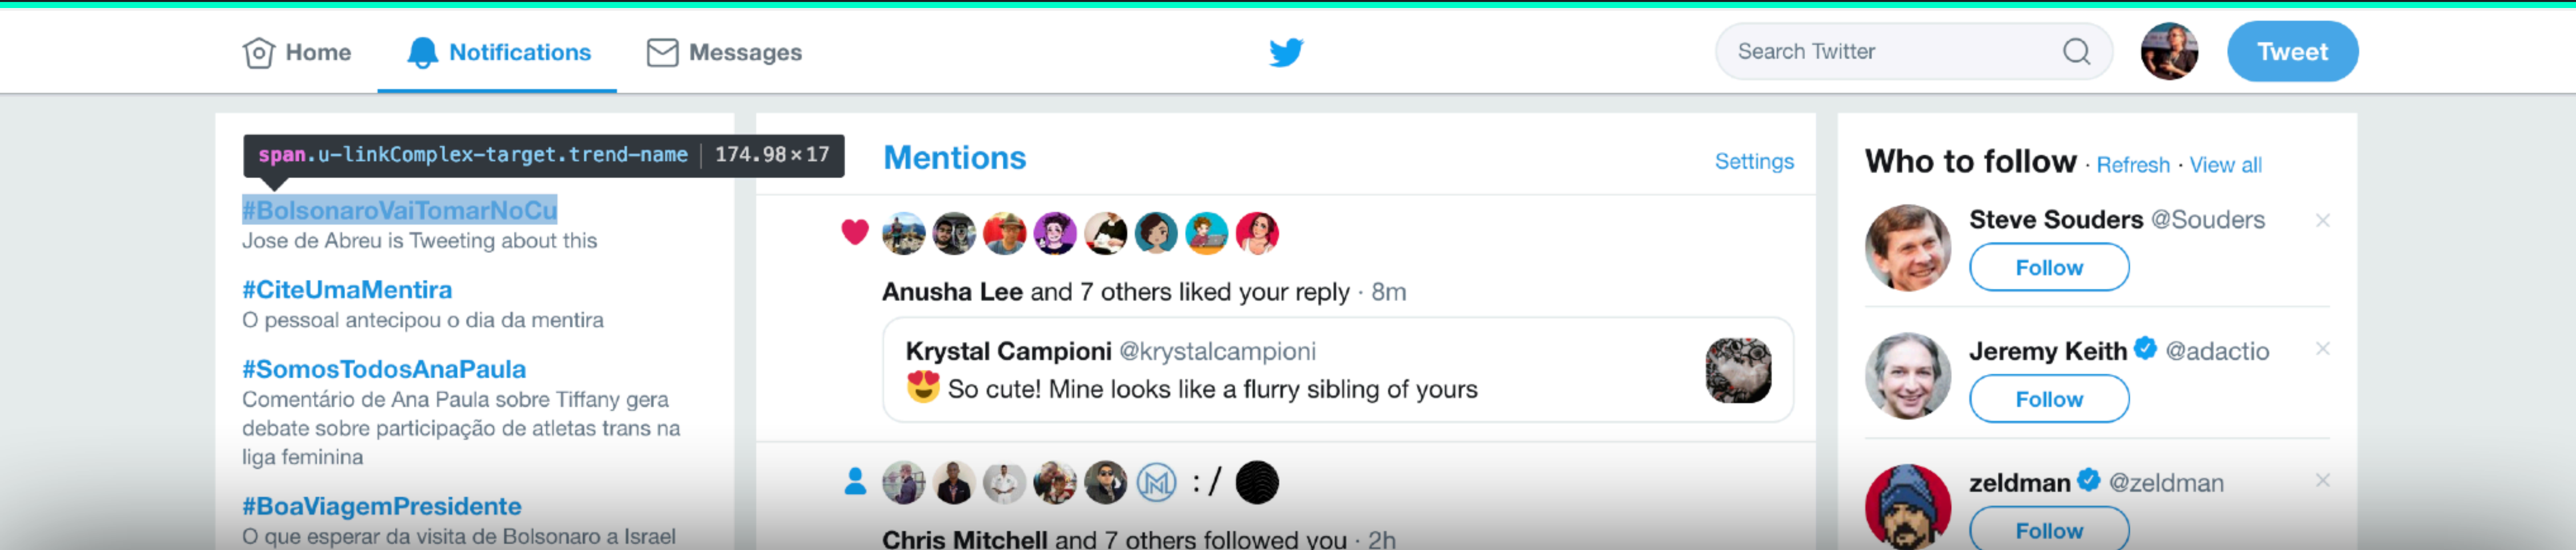 Home
Notifications
Messages
Search Twitter
Tweet
span.u-linkComplex-target.trend-name | 174.98×17
#BolsonaroVaiTomarNoCu
Jose de Abreu is Tweeting about this
#CiteUmaMentira
O pessoal antecipou o dia da mentira
#SomosTodosAnaPaula
Comentário de Ana Paula sobre Tiffany gera
debate sobre participação de atletas trans na
liga feminina
#BoaViagemPresidente
O que esperar da visita de Bolsonaro a Israel
Mentions
Settings
Anusha Lee and 7 others liked your reply · 8m
Krystal Campioni @krystalcampioni
😍 So cute! Mine looks like a flurry sibling of yours
:/
Chris Mitchell and 7 others followed you · 2h
Who to follow · Refresh · View all
Steve Souders @Souders
Follow
Jeremy Keith @adactio
Follow
zeldman @zeldman
Follow